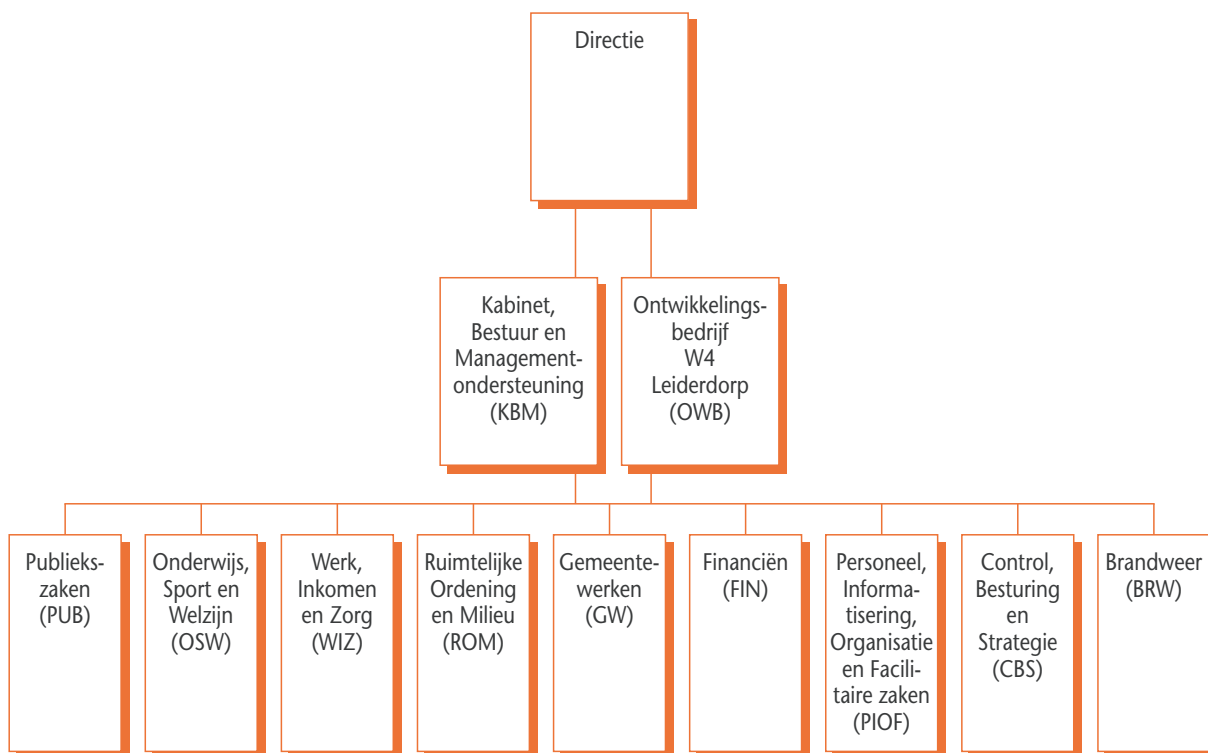 Directie
Kabinet,
Bestuur en
Management-
ondersteuning
(KBM)
Ontwikkelings-
bedrijf
W4
Leiderdorp
(OWB)
Publieks-
zaken
(PUB)
Onderwijs,
Sport en
Welzijn
(OSW)
Werk,
Inkomen
en Zorg
(WIZ)
Ruimtelijke
Ordening
en Milieu
(ROM)
Gemeente-
werken
(GW)
Financiën
(FIN)
Personeel,
Informa-
tisering,
Organisatie
en Facili-
taire zaken
(PIOF)
Control,
Besturing
en
Strategie
(CBS)
Brandweer
(BRW)